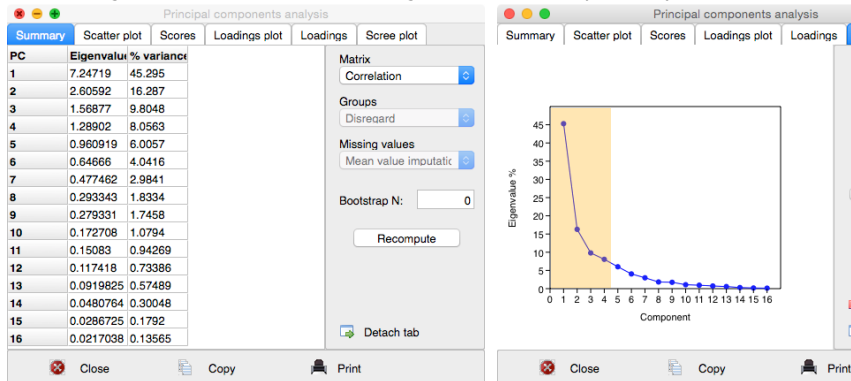 Principal components analysis
Summary Scatter plot Scores Loadings plot Loadings Scree plot
PC Eigenvalu % variance
1 7.24719 45.295
2 2.60592 16.287
3 1.56877 9.8048
4 1.28902 8.0563
5 0.960919 6.0057
6 0.64666 4.0416
7 0.477462 2.9841
8 0.293343 1.8334
9 0.279331 1.7458
10 0.172708 1.0794
11 0.15083 0.94269
12 0.117418 0.73386
13 0.0919825 0.57489
14 0.0480764 0.30048
15 0.0286725 0.1792
16 0.0217038 0.13565
Matrix
Correlation
Groups
Disregard
Missing values
Mean value imputatic
Bootstrap N: 0
Recompute
Detach tab
Close Copy Print
Principal components analysis
Summary Scatter plot Scores Loadings plot Loadings
45
40
35
30
25
20
15
10
5
0
Eigenvalue %
0 1 2 3 4 5 6 7 8 9 10 11 12 13 14 15 16
Component
Close Copy Print